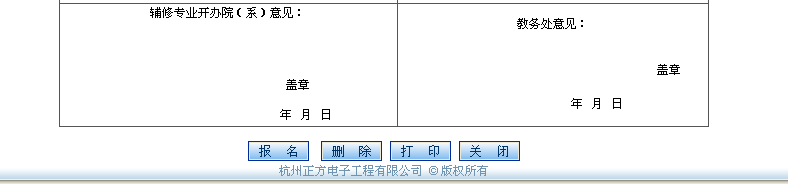 辅修专业开办院（系）意见：
教务处意见：
盖章
盖章
年 月 日
年 月 日
报 名 删 除 打 印 关 闭
杭州正方电子工程有限公司 ©版权所有